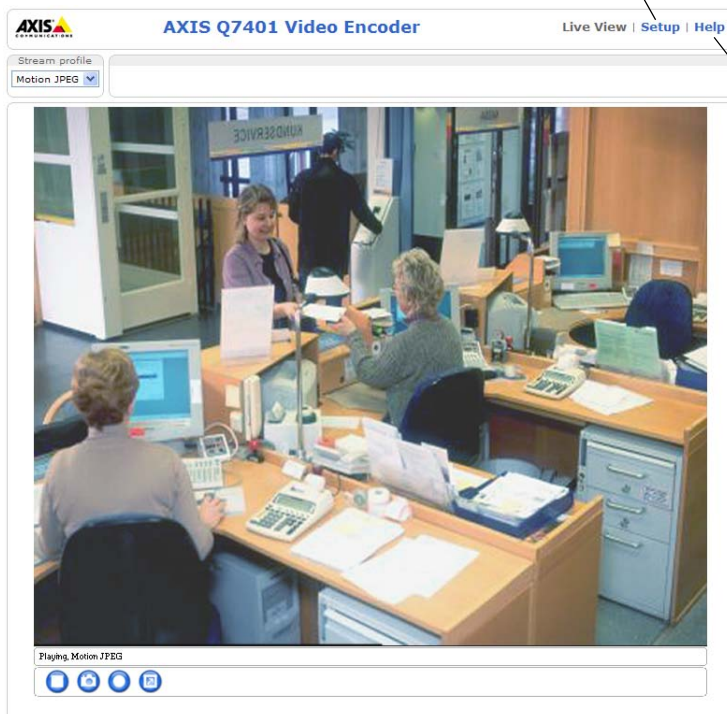 AXIS
COMMUNICATIONS
AXIS Q7401 Video Encoder
Live View | Setup | Help
Stream profile
Motion JPEG
KUNDSERVICE
Playing, Motion JPEG